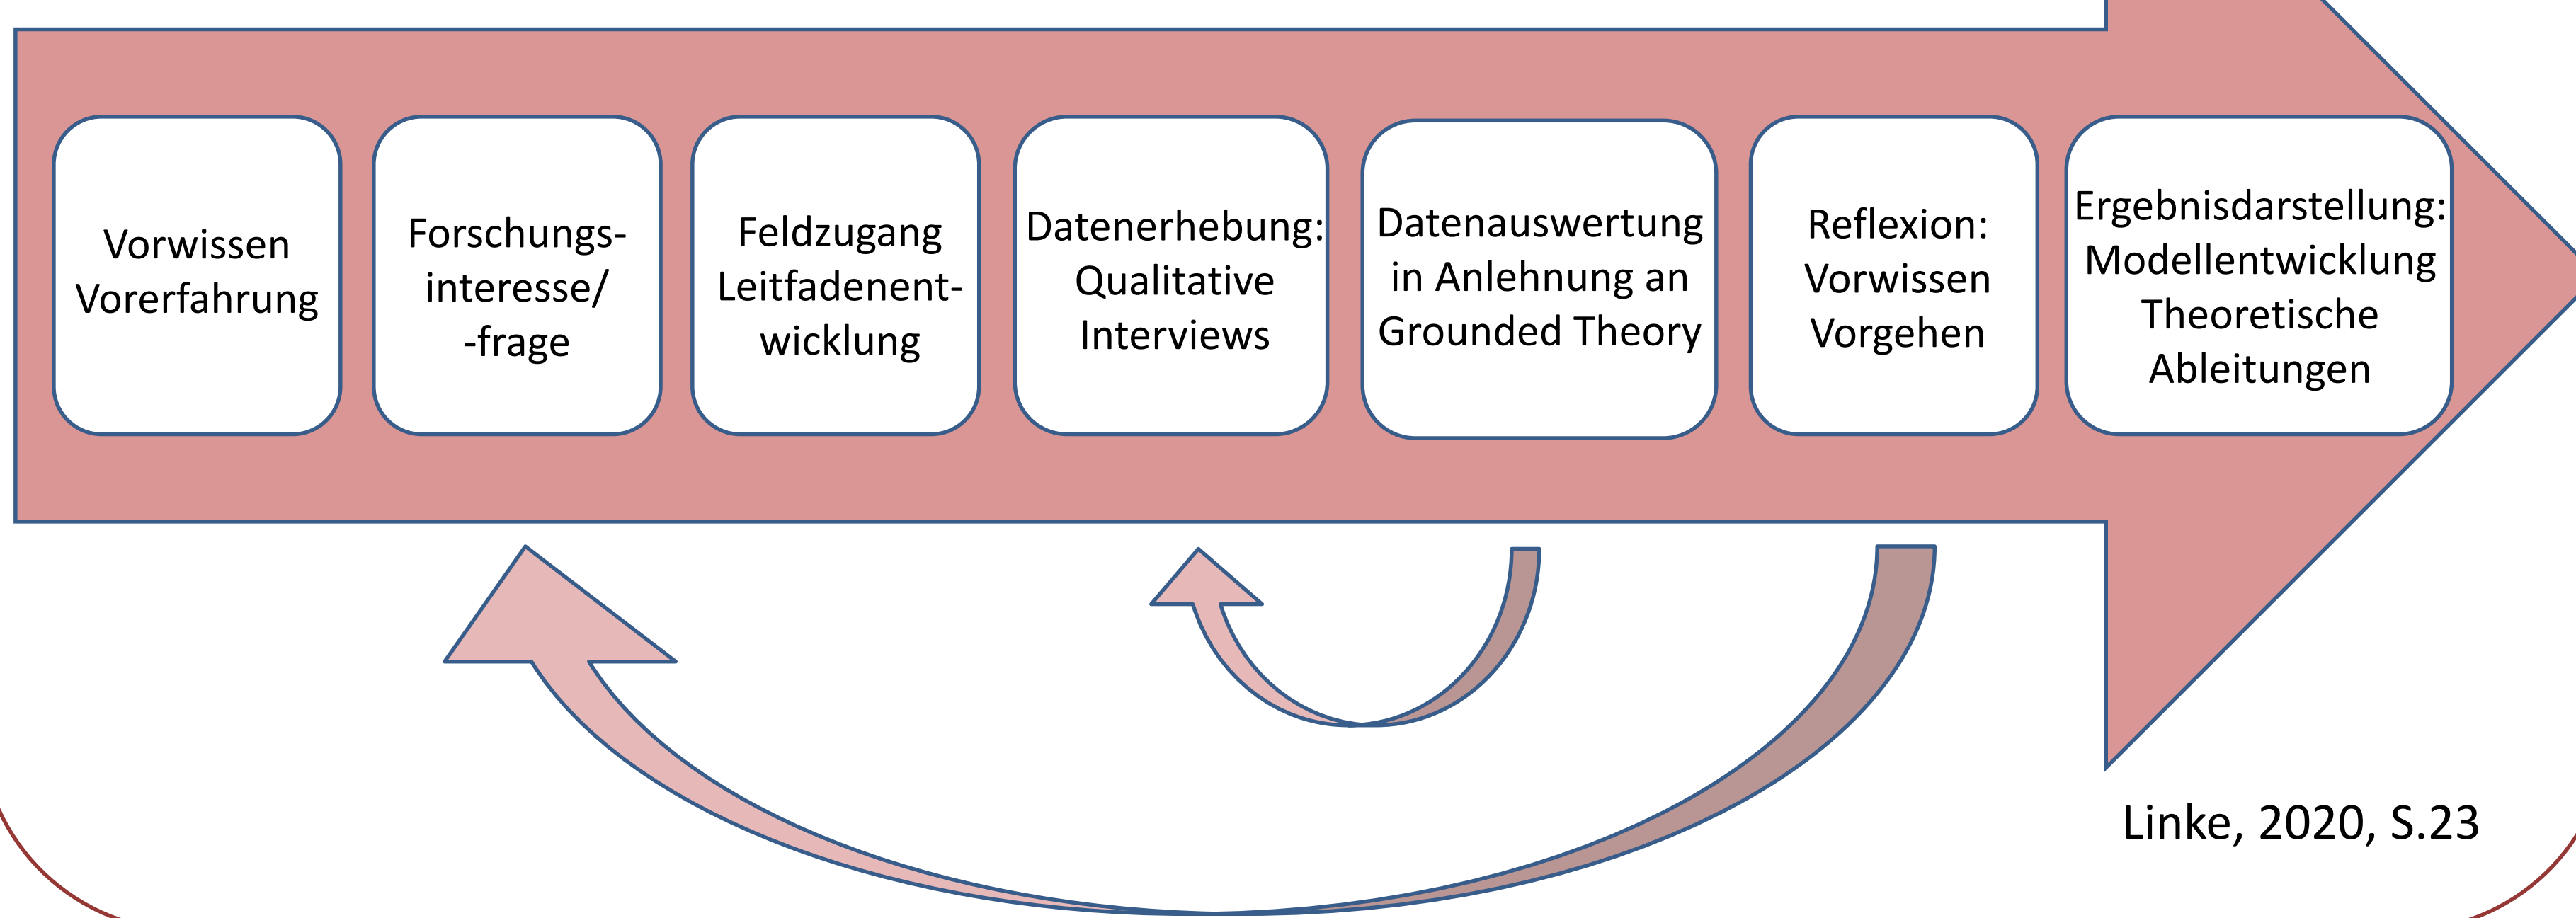 Vorwissen
Vorerfahrung
Forschungs-
interesse/
-frage
Feldzugang
Leitfadenent-
wicklung
Datenerhebung:
Qualitative
Interviews
Datenauswertung
in Anlehnung an
Grounded Theory
Reflexion:
Vorwissen
Vorgehen
Ergebnisdarstellung:
Modellentwicklung
Theoretische
Ableitungen
Linke, 2020, S.23